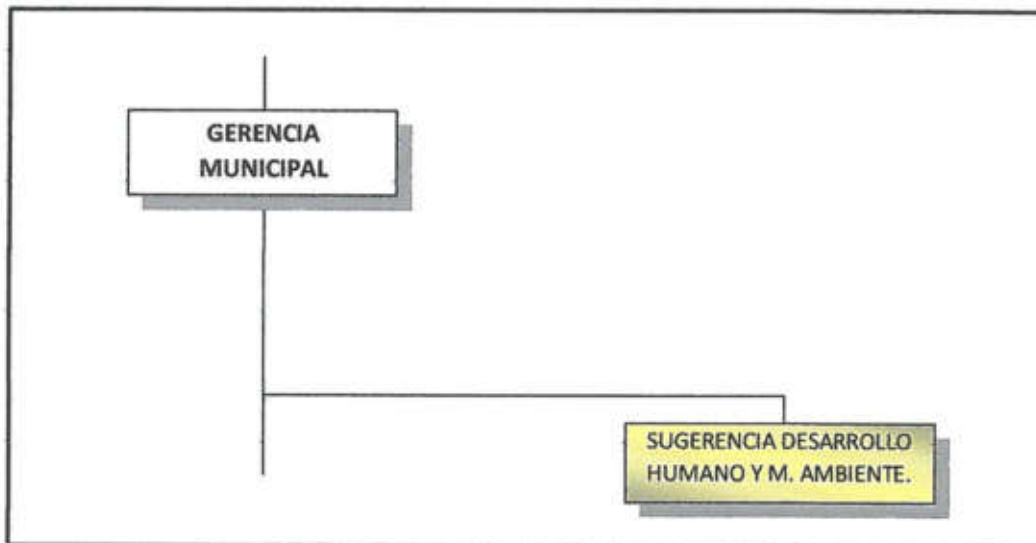 GERENCIA
MUNICIPAL
SUGERENCIA DESARROLLO
HUMANO Y M. AMBIENTE.